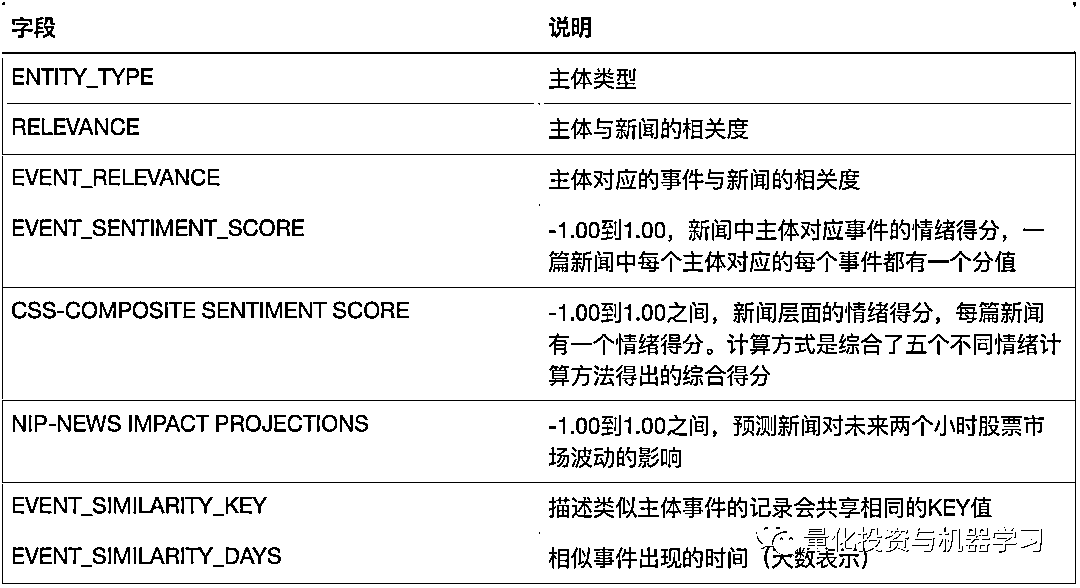 字段 说明
ENTITY_TYPE 主体类型
RELEVANCE 主体与新闻的相关度
EVENT_RELEVANCE 主体对应的事件与新闻的相关度
EVENT_SENTIMENT_SCORE -1.00到1.00，新闻中主体对应事件的情绪得分，一
篇新闻中每个主体对应的每个事件都有一个分值
CSS-COMPOSITE SENTIMENT SCORE -1.00到1.00之间，新闻层面的情绪得分，每篇新闻
有一个情绪得分。计算方式是综合了五个不同情绪计
算方法得出的综合得分
NIP-NEWS IMPACT PROJECTIONS -1.00到1.00之间，预测新闻对未来两个小时股票市
场波动的影响
EVENT_SIMILARITY_KEY 描述类似主体事件的记录会共享相同的KEY值
量化投资与机器学习
EVENT_SIMILARITY_DAYS 相似事件出现的时间（天数表示）